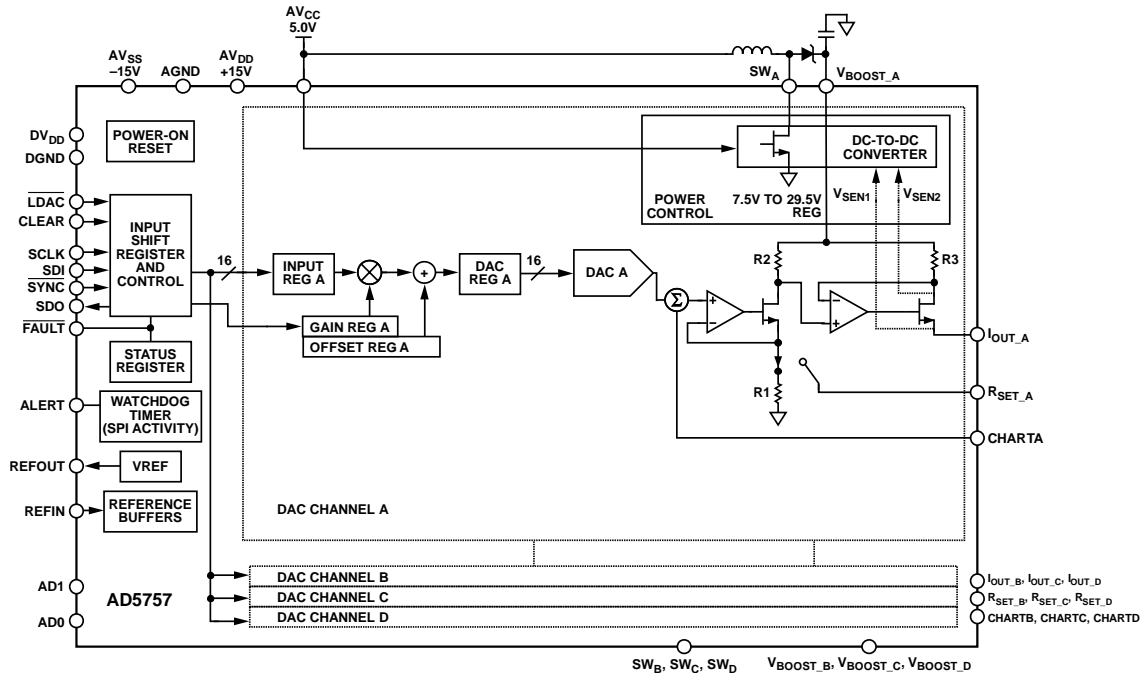 AVCC
5.0V
AVSS
–15V
AGND
AVDD
+15V
SWA
VBOOST_A
DVDD
DGND
POWER-ON
RESET
DC-TO-DC
CONVERTER
POWER
CONTROL
7.5V TO 29.5V
REG
VSEN1
VSEN2
LDAC
CLEAR
SCLK
SDI
SYNC
SDO
FAULT
INPUT
SHIFT
REGISTER
AND
CONTROL
16
INPUT
REG A
×
+
DAC
REG A
16
DAC A
Σ
+
–
R2
R3
–
+
GAIN REG A
OFFSET REG A
STATUS
REGISTER
IOUT_A
R1
RSET_A
ALERT
WATCHDOG
TIMER
(SPI ACTIVITY)
CHARTA
REFOUT
VREF
REFIN
REFERENCE
BUFFERS
DAC CHANNEL A
AD1
AD0
AD5757
DAC CHANNEL B
DAC CHANNEL C
DAC CHANNEL D
IOUT_B, IOUT_C, IOUT_D
RSET_B, RSET_C, RSET_D
CHARTB, CHARTC, CHARTD
SWB, SWC, SWD
VBOOST_B, VBOOST_C, VBOOST_D